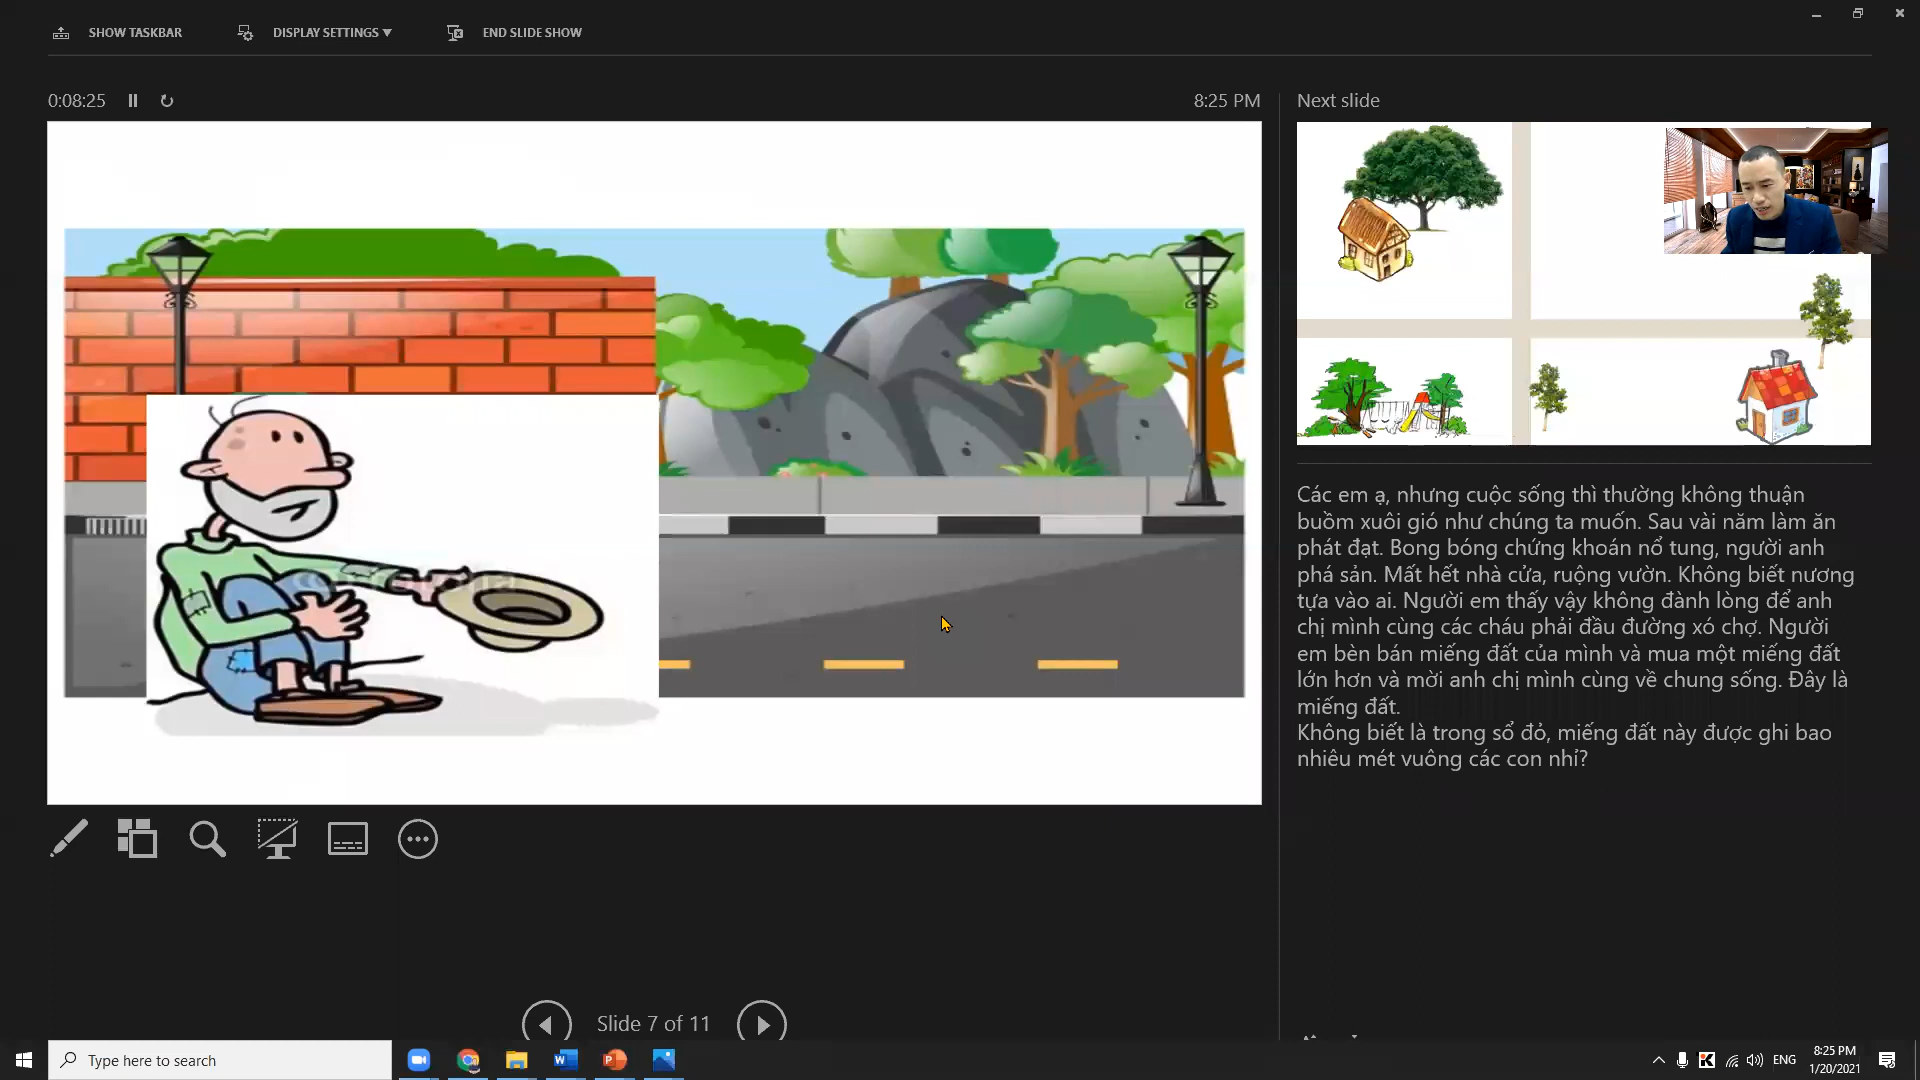 SHOW TASKBAR
DISPLAY SETTINGS ▼
END SLIDE SHOW
0:08:25
8:25 PM
Next slide
Các em ạ, nhưng cuộc sống thì thường không thuận
buồm xuôi gió như chúng ta muốn. Sau vài năm làm ăn
phát đạt. Bong bóng chứng khoán nổ tung, người anh
phá sản. Mất hết nhà cửa, ruộng vườn. Không biết nương
tựa vào ai. Người em thấy vậy không đành lòng để anh
chị mình cùng các cháu phải đầu đường xó chợ. Người
em bèn bán miếng đất của mình và mua một miếng đất
lớn hơn và mời anh chị mình cùng về chung sống. Đây là
miếng đất.
Không biết là trong sổ đỏ, miếng đất này được ghi bao
nhiêu mét vuông các con nhỉ?
Slide 7 of 11
Type here to search
ENG
8:25 PM
1/20/2021